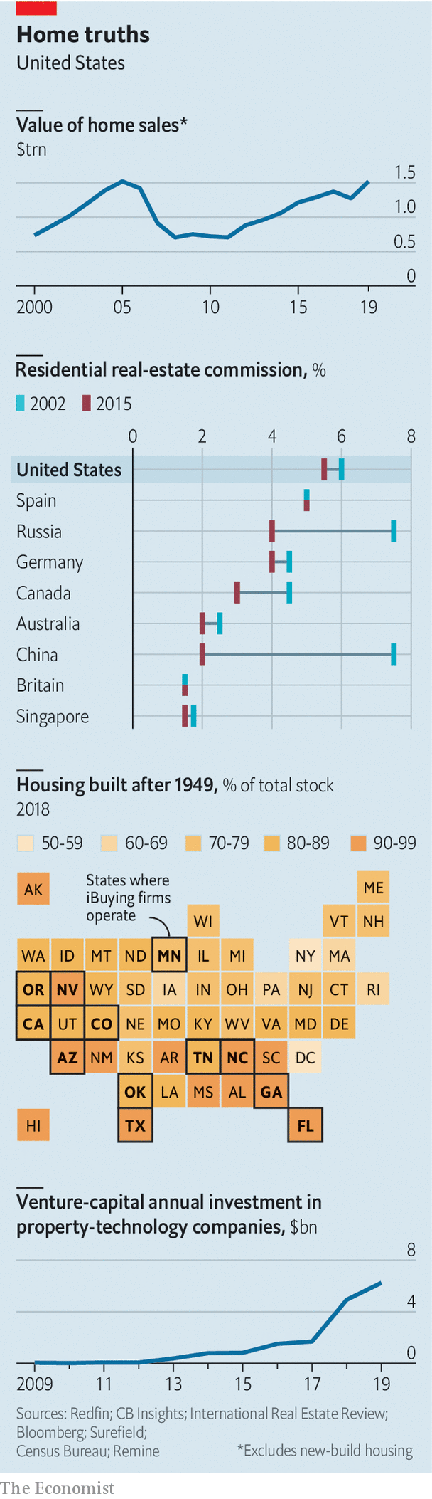 Home truths
United States
Value of home sales*
$trn
1.5
1.0
0.5
0
2000 05 10 15 19
Residential real-estate commission, %
2002 2015
0 2 4 6 8
United States
Spain
Russia
Germany
Canada
Australia
China
Britain
Singapore
Housing built after 1949, % of total stock
2018
50-59 60-69 70-79 80-89 90-99
States where
iBuying firms
operate
AK ME
WI VT NH
WA ID MT ND MN IL MI NY MA
OR NV WY SD IA IN OH PA NJ CT RI
CA UT CO NE MO KY WV VA MD DE
AZ NM KS AR TN NC SC DC
OK LA MS AL GA
HI TX FL
Venture-capital annual investment in
property-technology companies, $bn
8
4
0
2009 11 13 15 17 19
Sources: Redfin; CB Insights; International Real Estate Review;
Bloomberg; Surefield;
Census Bureau; Remine *Excludes new-build housing
The Economist